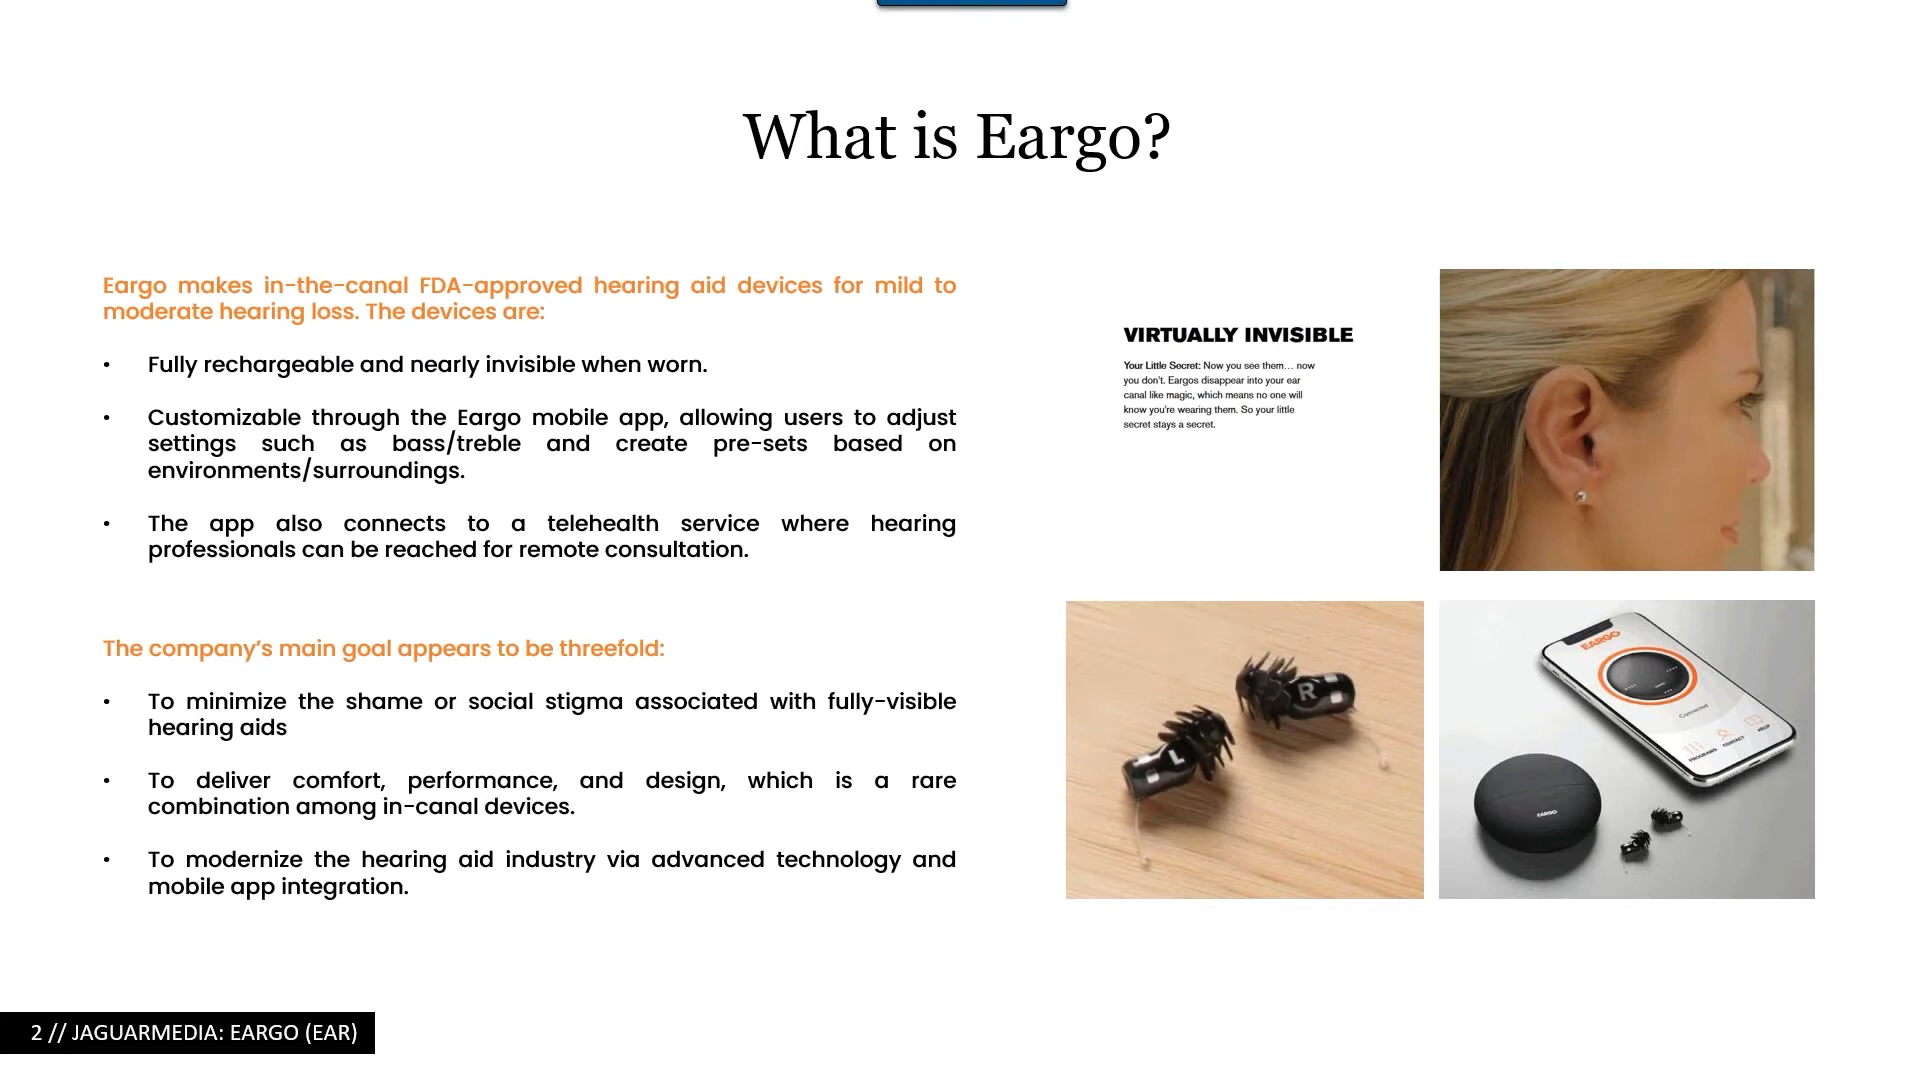 What is Eargo?
Eargo makes in-the-canal FDA-approved hearing aid devices for mild to
moderate hearing loss. The devices are:
• Fully rechargeable and nearly invisible when worn.
• Customizable through the Eargo mobile app, allowing users to adjust
settings such as bass/treble and create pre-sets based on
environments/surroundings.
• The app also connects to a telehealth service where hearing
professionals can be reached for remote consultation.
The company’s main goal appears to be threefold:
• To minimize the shame or social stigma associated with fully-visible
hearing aids
• To deliver comfort, performance, and design, which is a rare
combination among in-canal devices.
• To modernize the hearing aid industry via advanced technology and
mobile app integration.
VIRTUALLY INVISIBLE
Your Little Secret: Now you see them… now
you don't. Eargos disappear into your ear
canal like magic, which means no one will
know you're wearing them. So your little
secret stays a secret.
L
R
EARGO
Connected
PROGRAMS CONTACT HELP
EARGO
R
2 // JAGUARMEDIA: EARGO (EAR)